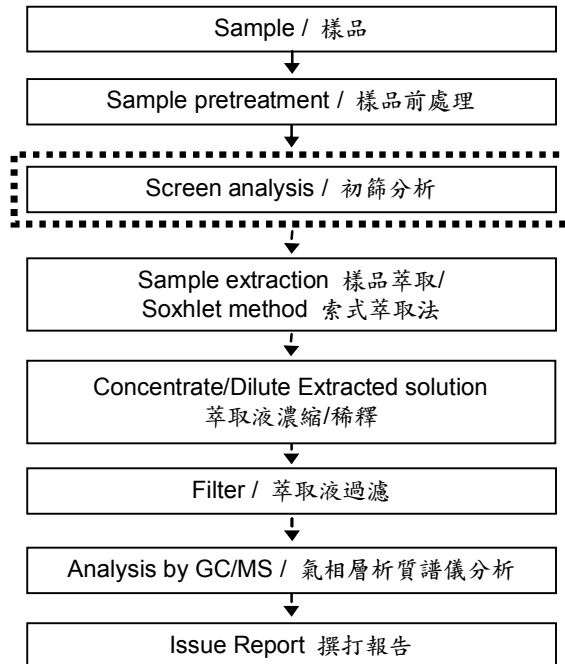 Sample / 樣品
Sample pretreatment / 樣品前處理
Screen analysis / 初篩分析
Sample extraction 樣品萃取/
Soxhlet method 索式萃取法
Concentrate/Dilute Extracted solution
萃取液濃縮/稀釋
Filter / 萃取液過濾
Analysis by GC/MS / 氣相層析質譜儀分析
Issue Report 撰打報告